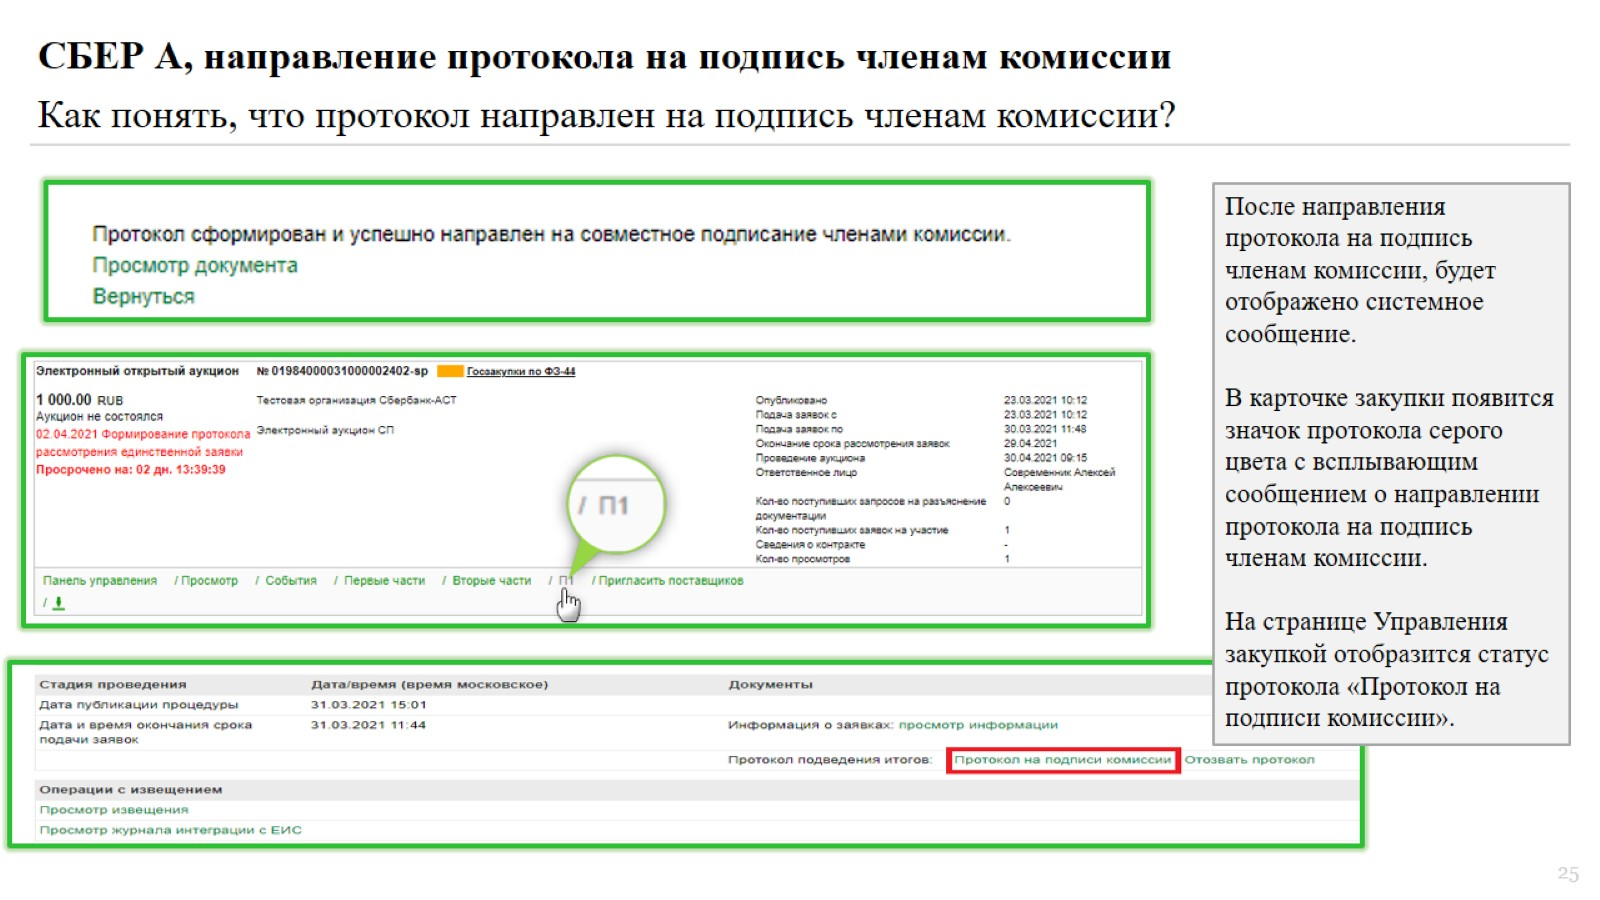 СБЕР А, направление протокола на подпись членам комиссии
Как понять, что протокол направлен на подпись членам комиссии?
Протокол сформирован и успешно направлен на совместное подписание членами комиссии.
Просмотр документа
Вернуться
Электронный открытый аукцион № 01984000031000002402-sp Госзакупки по ФЗ-44
1 000.00 RUB
Аукцион не состоялся
02.04.2021 Формирование протокола
рассмотрения единственной заявки
Просрочено на: 02 дн. 13:39:39
Тестовая организация Сбербанк-АСТ
Электронный аукцион СП
Опубликовано 23.03.2021 10:12
Подача заявок с 23.03.2021 10:12
Подача заявок по 30.03.2021 11:48
Окончание срока рассмотрения заявок 29.04.2021
Проведение аукциона 30.04.2021 09:15
Ответственное лицо Современник Алексей
Алексеевич
Кол-во поступивших запросов на разъяснение 0
документации
Кол-во поступивших заявок на участие 1
Сведения о контракте -
Кол-во просмотров 1
/ П1
Панель управления / Просмотр / События / Первые части / Вторые части / П1 / Пригласить поставщиков
/
Стадия проведения Дата/время (время московское) Документы
Дата публикации процедуры 31.03.2021 15:01
Дата и время окончания срока 31.03.2021 11:44 Информация о заявках: просмотр информации
подачи заявок
Протокол подведения итогов: Протокол на подписи комиссии Отозвать протокол
Операции с извещением
Просмотр извещения
Просмотр журнала интеграции с ЕИС
После направления
протокола на подпись
членам комиссии, будет
отображено системное
сообщение.
В карточке закупки появится
значок протокола серого
цвета с всплывающим
сообщением о направлении
протокола на подпись
членам комиссии.
На странице Управления
закупкой отобразится статус
протокола «Протокол на
подписи комиссии».
25